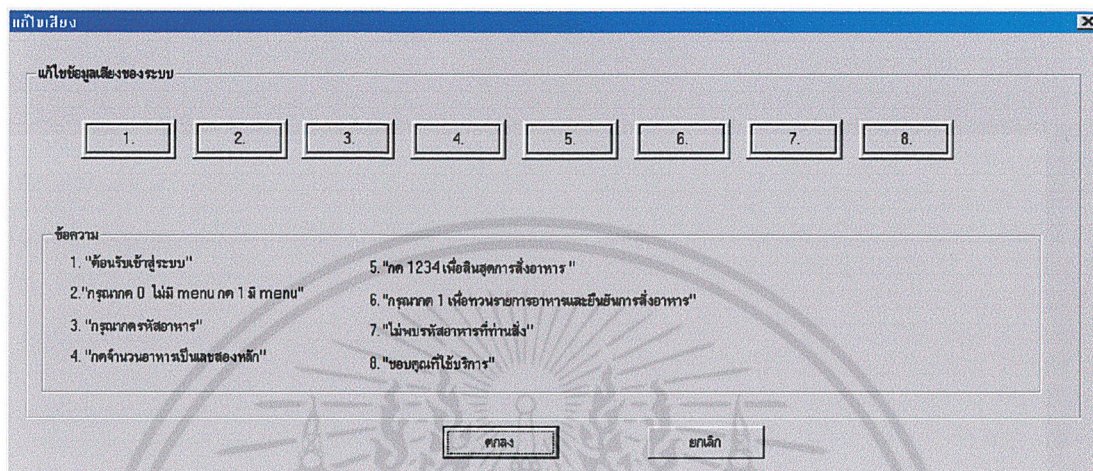 แก้ไขเสียง
แก้ไขข้อมูลเสียงของระบบ
1. 2. 3. 4. 5. 6. 7. 8.
ข้อความ
1. "ต้อนรับเข้าสู่ระบบ"
2."กรุณากด 0 ไม่มี menu กด 1 มี menu"
3. "กรุณากดรหัสอาหาร"
4. "กดจำนวนอาหารเป็นเลขสองหลัก"
5. "กด 1234 เพื่อสิ้นสุดการสั่งอาหาร "
6. "กรุณากด 1 เพื่อทวนรายการอาหารและยืนยันการสั่งอาหาร"
7. "ไม่พบรหัสอาหารที่ท่านสั่ง"
8. "ขอบคุณที่ใช้บริการ"
ตกลง ยกเลิก